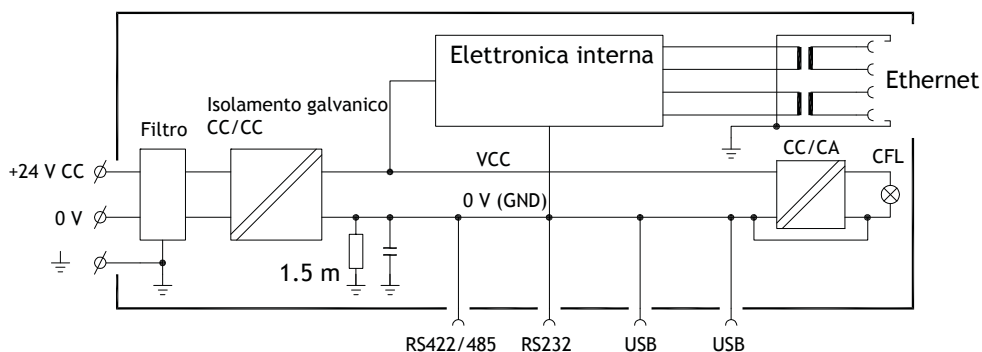 Elettronica interna
Ethernet
Isolamento galvanico
CC/CC
Filtro
CC/CA
CFL
+24 V CC
VCC
0 V
0 V (GND)
1.5 m
RS422/485
RS232
USB
USB